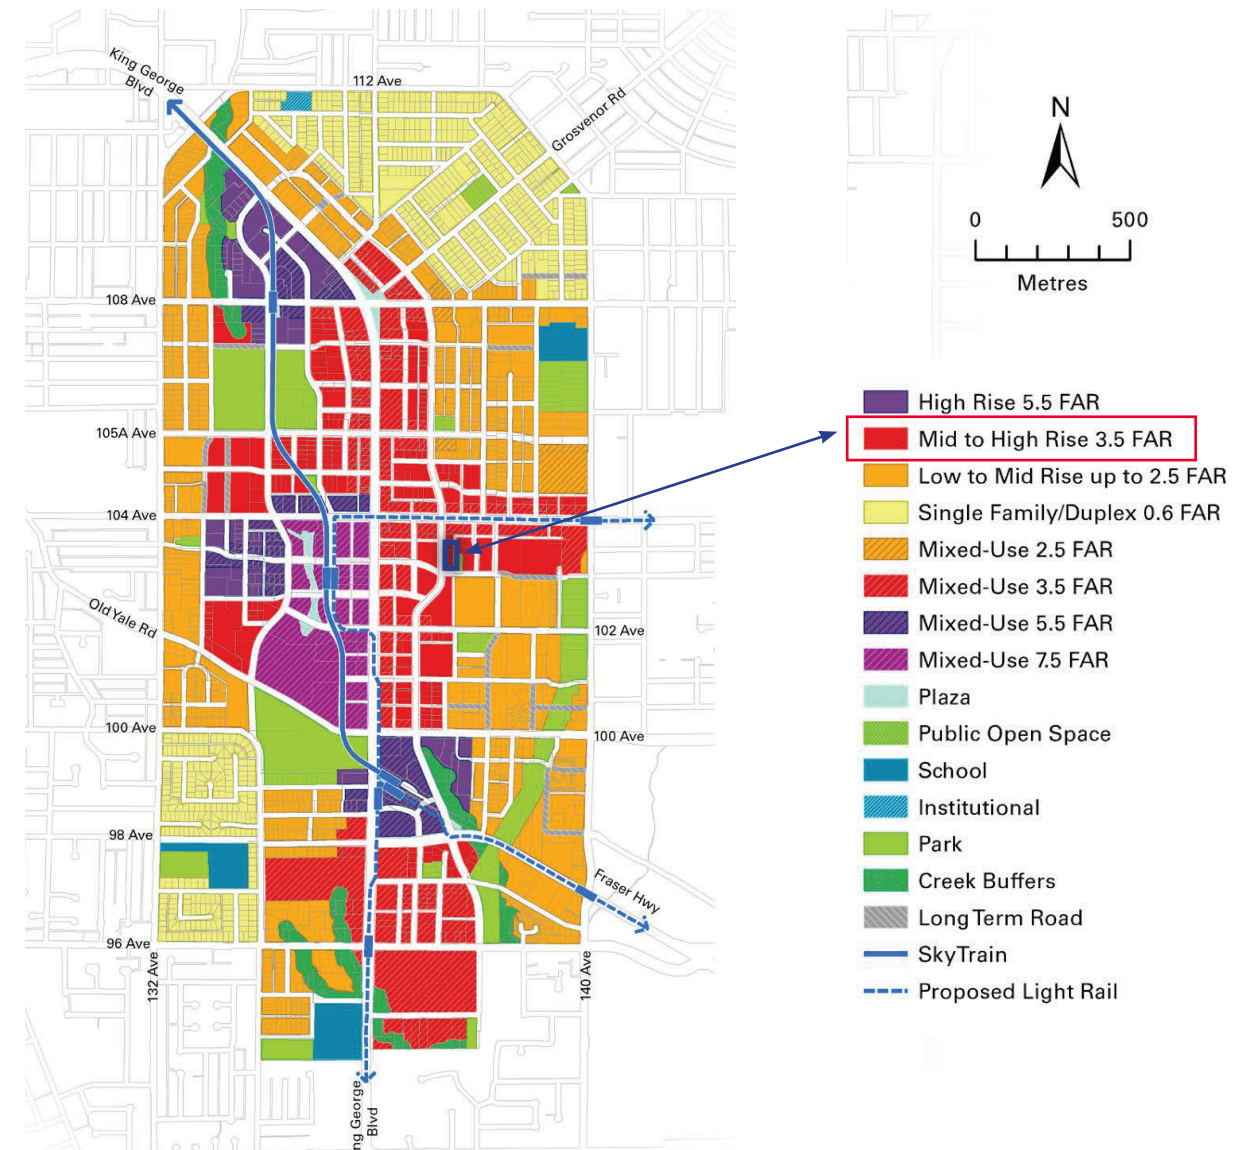 King George
Blvd
112 Ave
Grosvenor Rd
108 Ave
105A Ave
104 Ave
Old Yale Rd
102 Ave
100 Ave
100 Ave
98 Ave
Fraser Hwy
96 Ave
132 Ave
140 Ave
ng George
Blvd
N
0 500
Metres
High Rise 5.5 FAR
Mid to High Rise 3.5 FAR
Low to Mid Rise up to 2.5 FAR
Single Family/Duplex 0.6 FAR
Mixed-Use 2.5 FAR
Mixed-Use 3.5 FAR
Mixed-Use 5.5 FAR
Mixed-Use 7.5 FAR
Plaza
Public Open Space
School
Institutional
Park
Creek Buffers
Long Term Road
SkyTrain
Proposed Light Rail